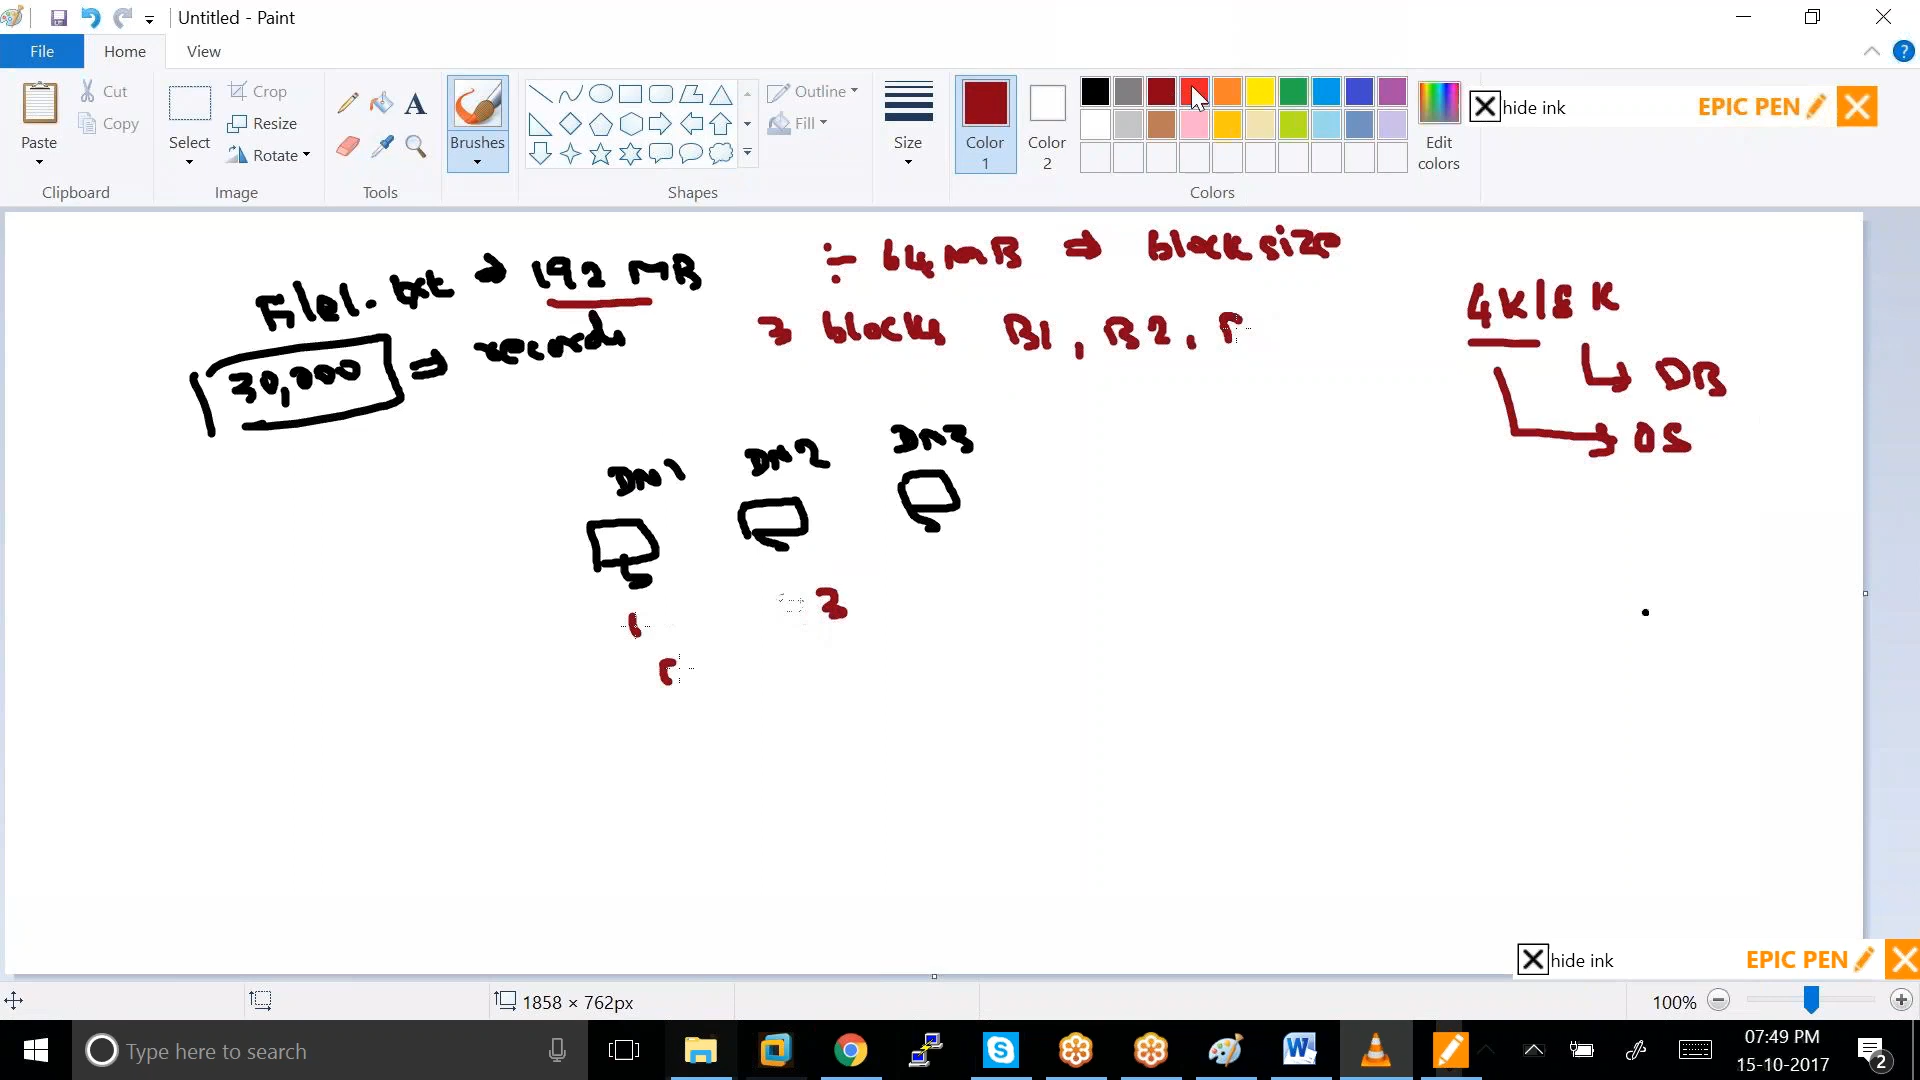 Untitled - Paint
File Home View
Paste
Cut
Copy
Clipboard
Select
Crop
Resize
Rotate
Image
Tools
Brushes
Shapes
Outline
Fill
Size
Color 1
Color 2
Colors
Edit colors
hide ink
EPIC PEN
File1.txt ⇒ 192 MB
÷ 64 MB ⇒ block size
30,000 ⇒ records
3 blocks B1, B2,
4K/8K
DB
OS
DN1 DN2 DN3
hide ink
EPIC PEN
1858 × 762px
100%
Type here to search
07:49 PM
15-10-2017
2